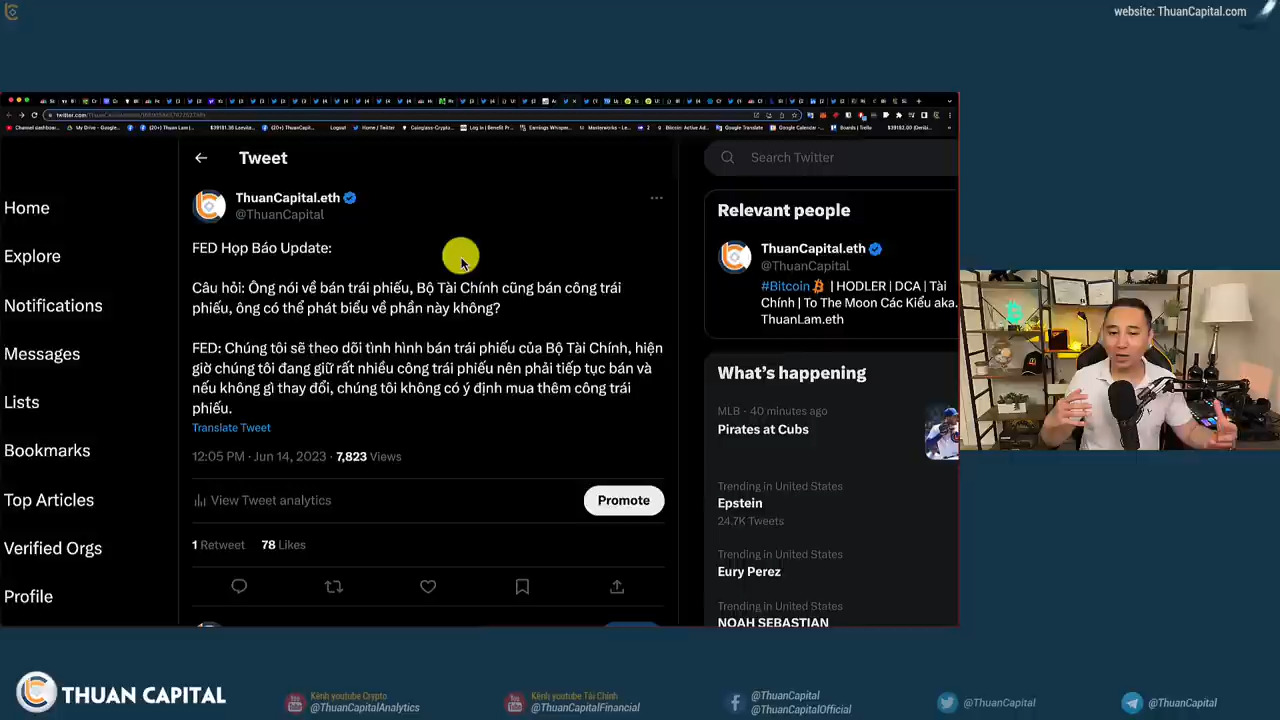 website: ThuanCapital.com
Tweet
Search Twitter
Home
Explore
Notifications
Messages
Lists
Bookmarks
Top Articles
Verified Orgs
Profile
ThuanCapital.eth
@ThuanCapital
FED Họp Báo Update:
Câu hỏi: Ông nói về bán trái phiếu, Bộ Tài Chính cũng bán công trái
phiếu, ông có thể phát biểu về phần này không?
FED: Chúng tôi sẽ theo dõi tình hình bán trái phiếu của Bộ Tài Chính, hiện
giờ chúng tôi đang giữ rất nhiều công trái phiếu nên phải tiếp tục bán và
nếu không gì thay đổi, chúng tôi không có ý định mua thêm công trái
phiếu.
Translate Tweet
12:05 PM · Jun 14, 2023 · 7,823 Views
View Tweet analytics
Promote
1 Retweet 78 Likes
Relevant people
ThuanCapital.eth
@ThuanCapital
#Bitcoin | HODLER | DCA | Tài
Chính | To The Moon Các Kiểu aka.
ThuanLam.eth
What's happening
MLB · 40 minutes ago
Pirates at Cubs
Trending in United States
Epstein
24.7K Tweets
Trending in United States
Eury Perez
Trending in United States
NOAH SEBASTIAN
THUAN CAPITAL
Kênh youtube Crypto
@ThuanCapitalAnalytics
Kênh youtube Tài Chính
@ThuanCapitalFinancial
@ThuanCapital
@ThuanCapitalOfficial
@ThuanCapital
@ThuanCapital